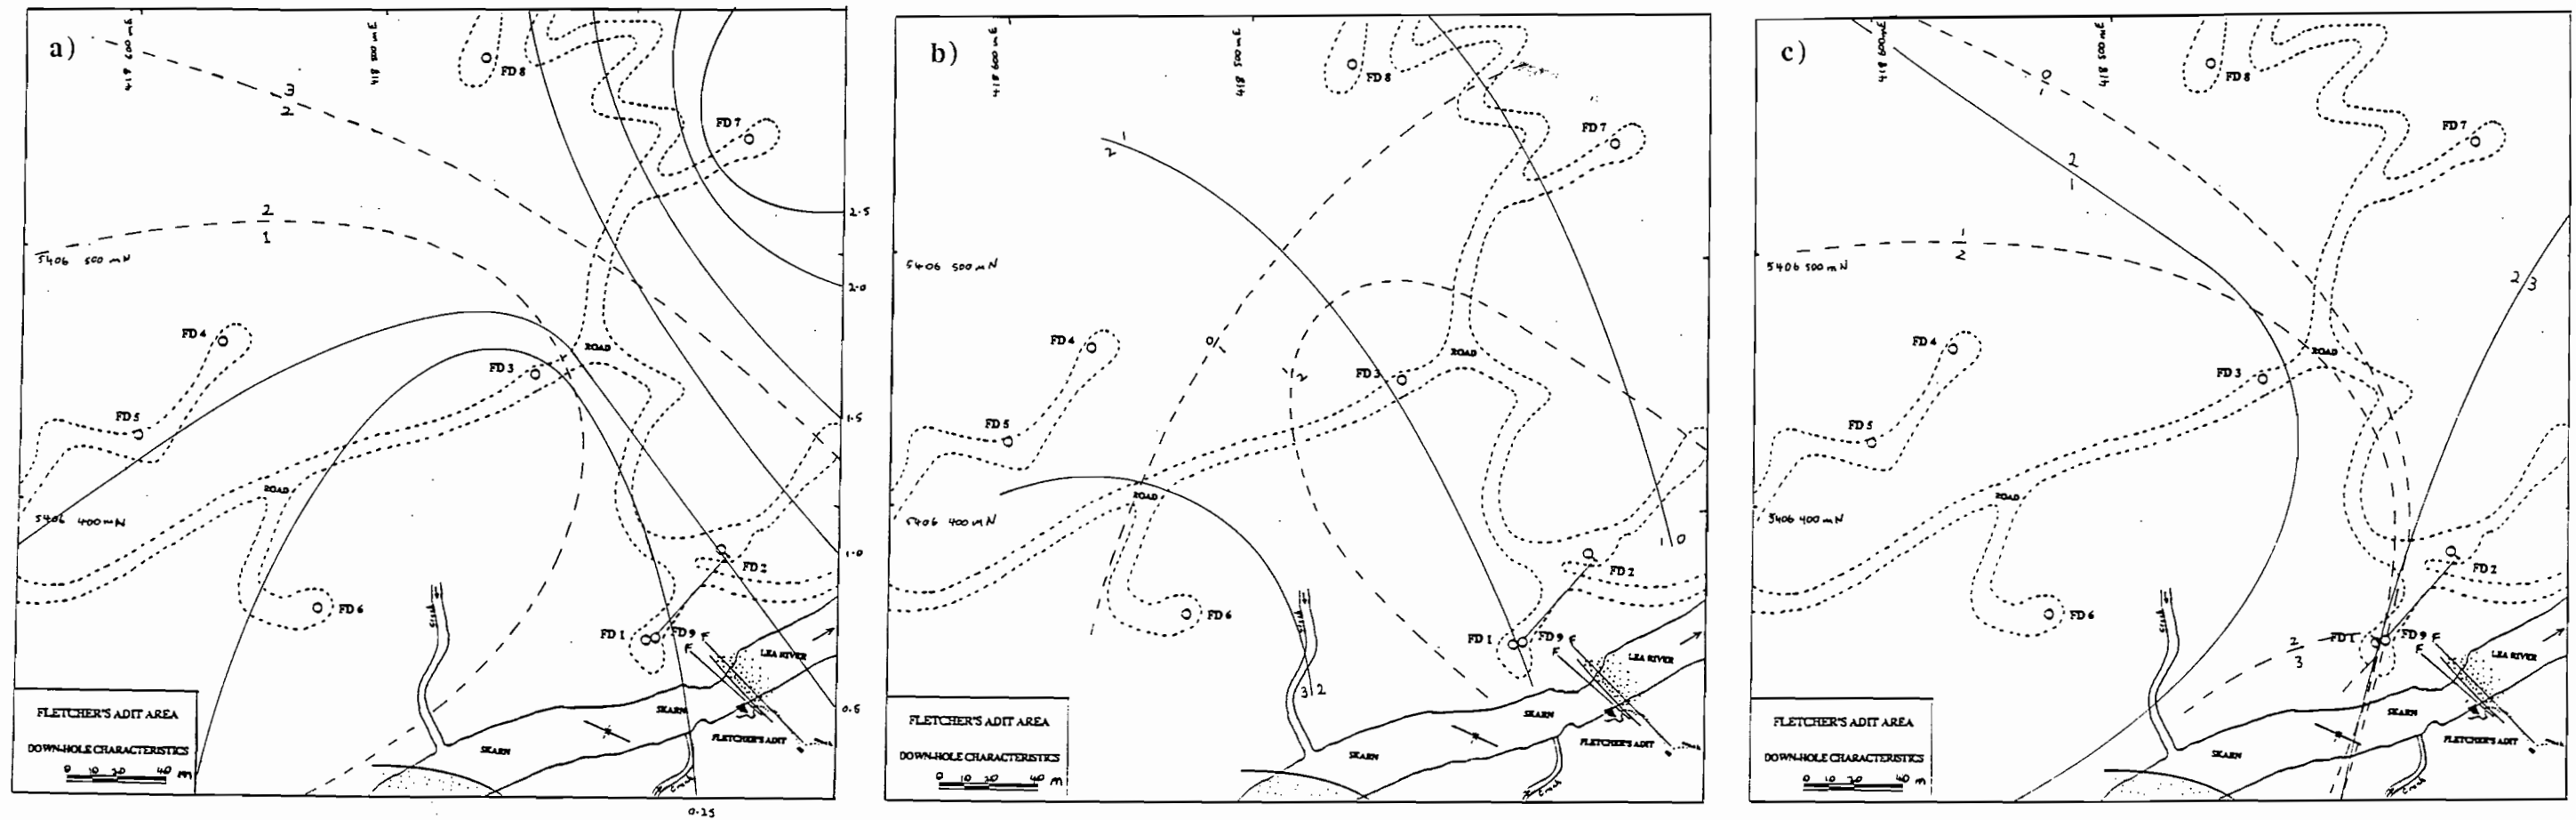 a)
419 600 mE
418 500 mE
FD 8
3
2
FD 7
2
1
2.5
5406 500 mN
2.0
FD 4
ROAD
FD 3
FD 5
1.5
ROAD
5406 400 mN
1.0
FD 2
FD 6
FD 1
FD 9
F
F
LEA RIVER
0.5
SKARN
FLETCHER'S ADIT
SKARN
FLETCHER'S ADIT AREA
DOWN-HOLE CHARACTERISTICS
0 10 20 40 m
0.25
b)
418 600 mE
418 500 mE
FD 8
1
2
FD 7
5406 500 mN
0
1
FD 4
ROAD
FD 3
1
2
FD 5
ROAD
5406 400 mN
1 0
FD 2
FD 6
FD 1
FD 9
F
F
LEA RIVER
3 2
SKARN
FLETCHER'S ADIT
SKARN
FLETCHER'S ADIT AREA
DOWN-HOLE CHARACTERISTICS
0 10 20 40 m
c)
418 600 mE
418 500 mE
0
1
FD 8
FD 7
2
1
1
2
5406 500 mN
2 3
FD 4
ROAD
FD 3
FD 5
ROAD
5406 400 mN
FD 2
FD 6
2
3
FD 1
FD 9
F
F
LEA RIVER
SKARN
FLETCHER'S ADIT
SKARN
FLETCHER'S ADIT AREA
DOWN-HOLE CHARACTERISTICS
0 10 20 40 m